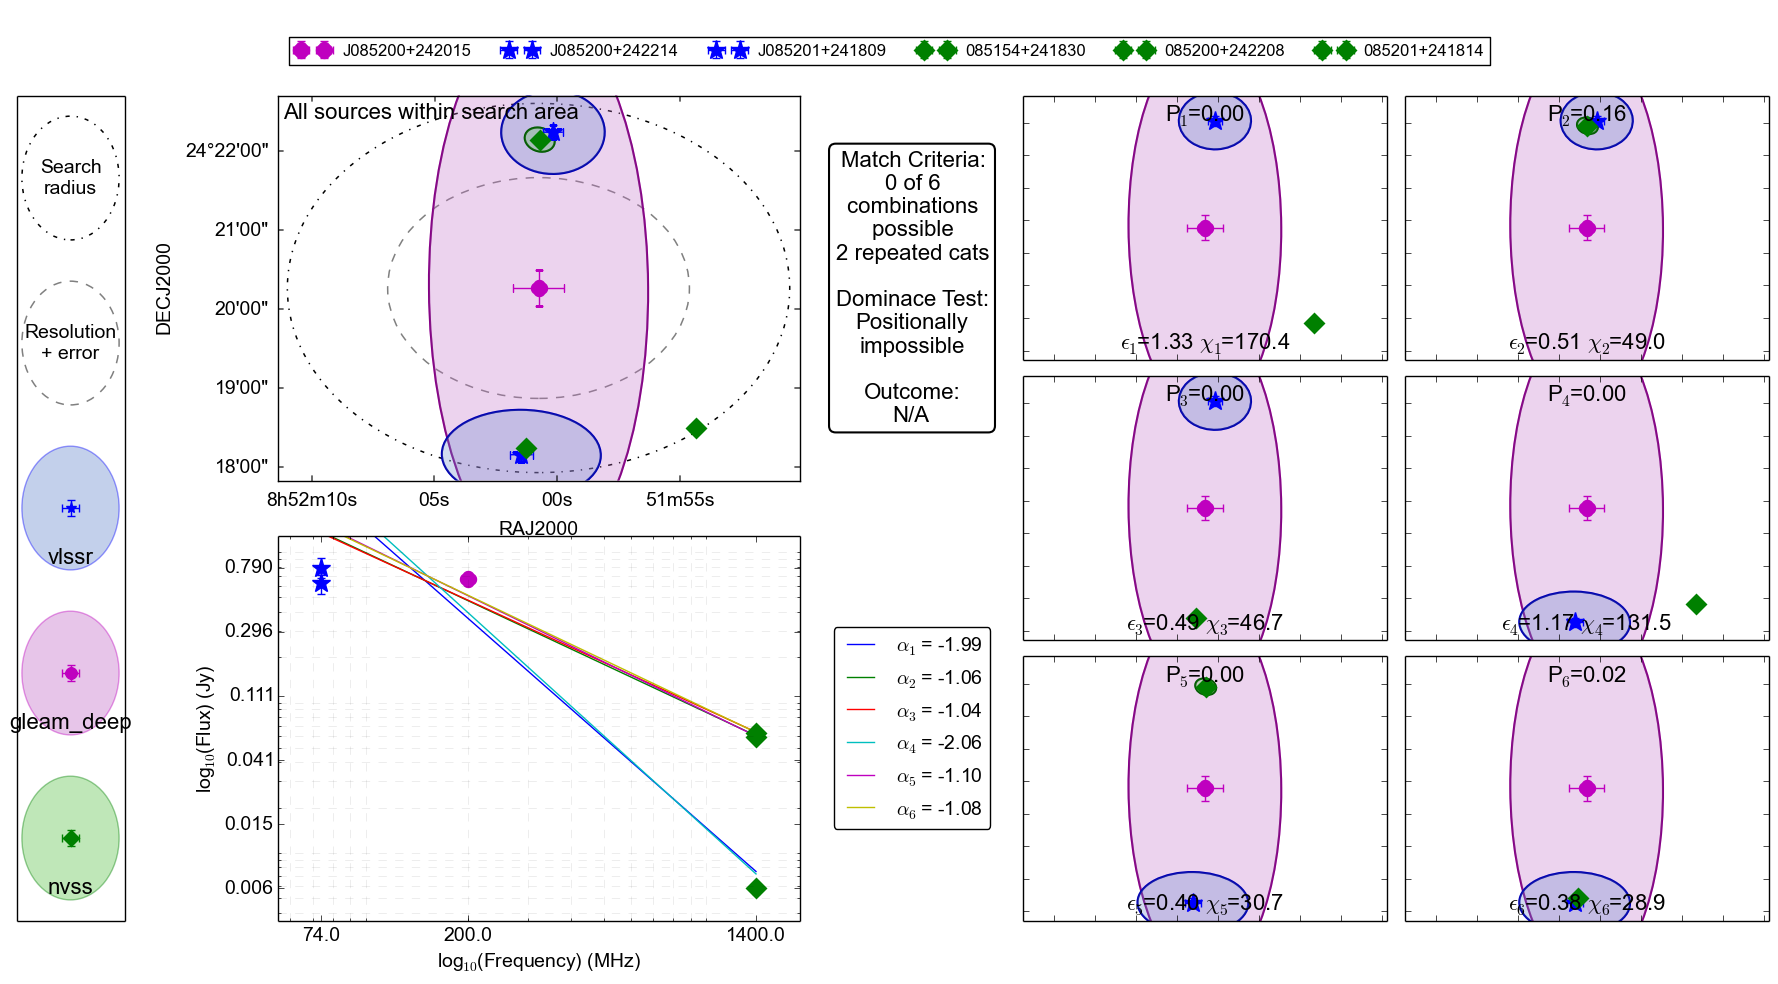 J085200+242015 J085200+242214 J085201+241809 085154+241830 085200+242208 085201+241814
Search
radius
Resolution
+ error
vlssr
gleam_deep
nvss
All sources within search area
DECJ2000
24°22'00"
21'00"
20'00"
19'00"
18'00"
8h52m10s 05s 00s 51m55s
RAJ2000
Match Criteria:
0 of 6
combinations
possible
2 repeated cats
Dominace Test:
Positionally
impossible
Outcome:
N/A
log10(Flux) (Jy)
0.790
0.296
0.111
0.041
0.015
0.006
74.0 200.0 1400.0
log10(Frequency) (MHz)
α1 = -1.99
α2 = -1.06
α3 = -1.04
α4 = -2.06
α5 = -1.10
α6 = -1.08
P1=0.00
ϵ1=1.33 χ1=170.4
P2=0.16
ϵ2=0.51 χ2=49.0
P3=0.00
ϵ3=0.49 χ3=46.7
P4=0.00
ϵ4=1.17 χ4=131.5
P5=0.00
χ5=30.7
P6=0.02
ϵ6=0.38 χ6=28.9